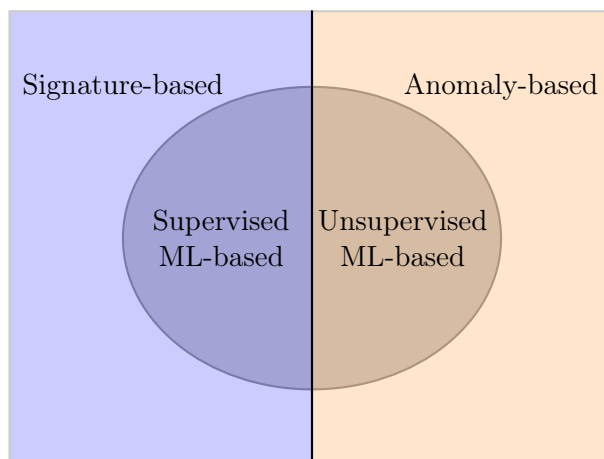 Signature-based
Anomaly-based
Supervised
ML-based
Unsupervised
ML-based